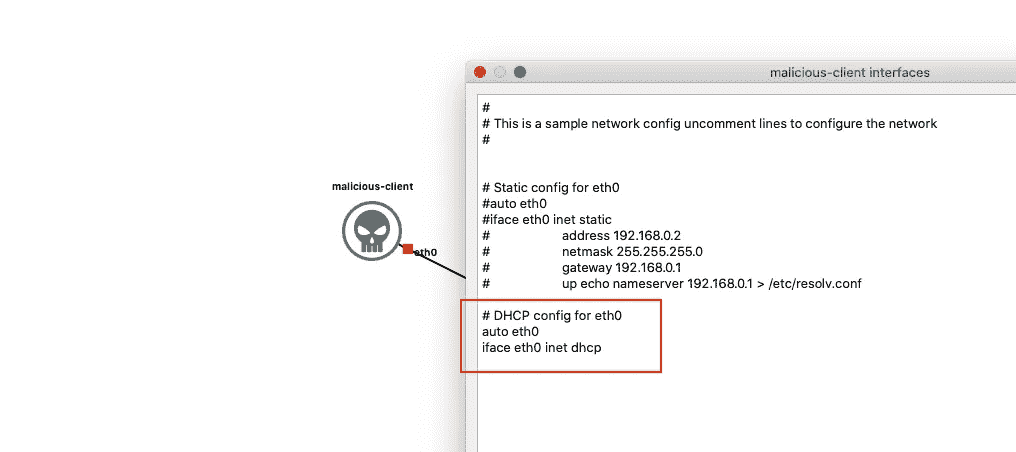 malicious-client interfaces
#
# This is a sample network config uncomment lines to configure the network
#
# Static config for eth0
#auto eth0
#iface eth0 inet static
# address 192.168.0.2
# netmask 255.255.255.0
# gateway 192.168.0.1
# up echo nameserver 192.168.0.1 > /etc/resolv.conf
# DHCP config for eth0
auto eth0
iface eth0 inet dhcp
malicious-client
eth0